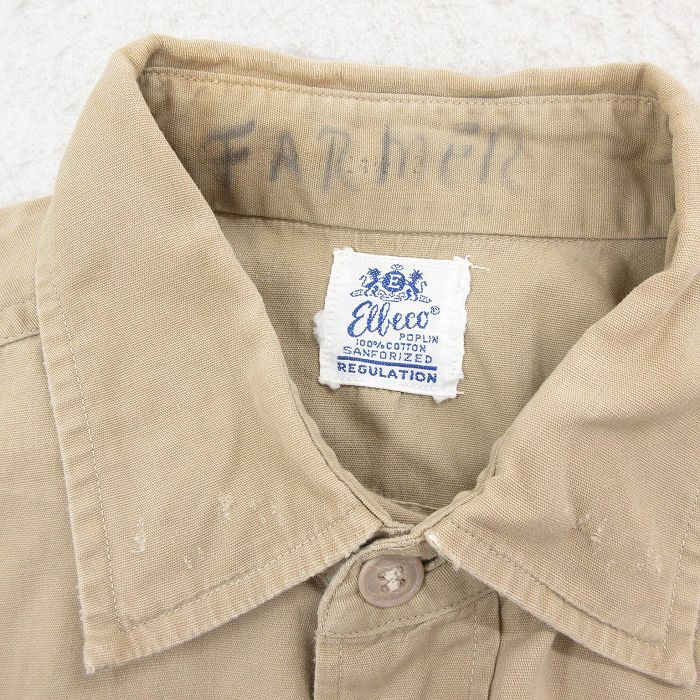 FARMER
E
Elbeco®
POPLIN
100% COTTON
SANFORIZED
REGULATION